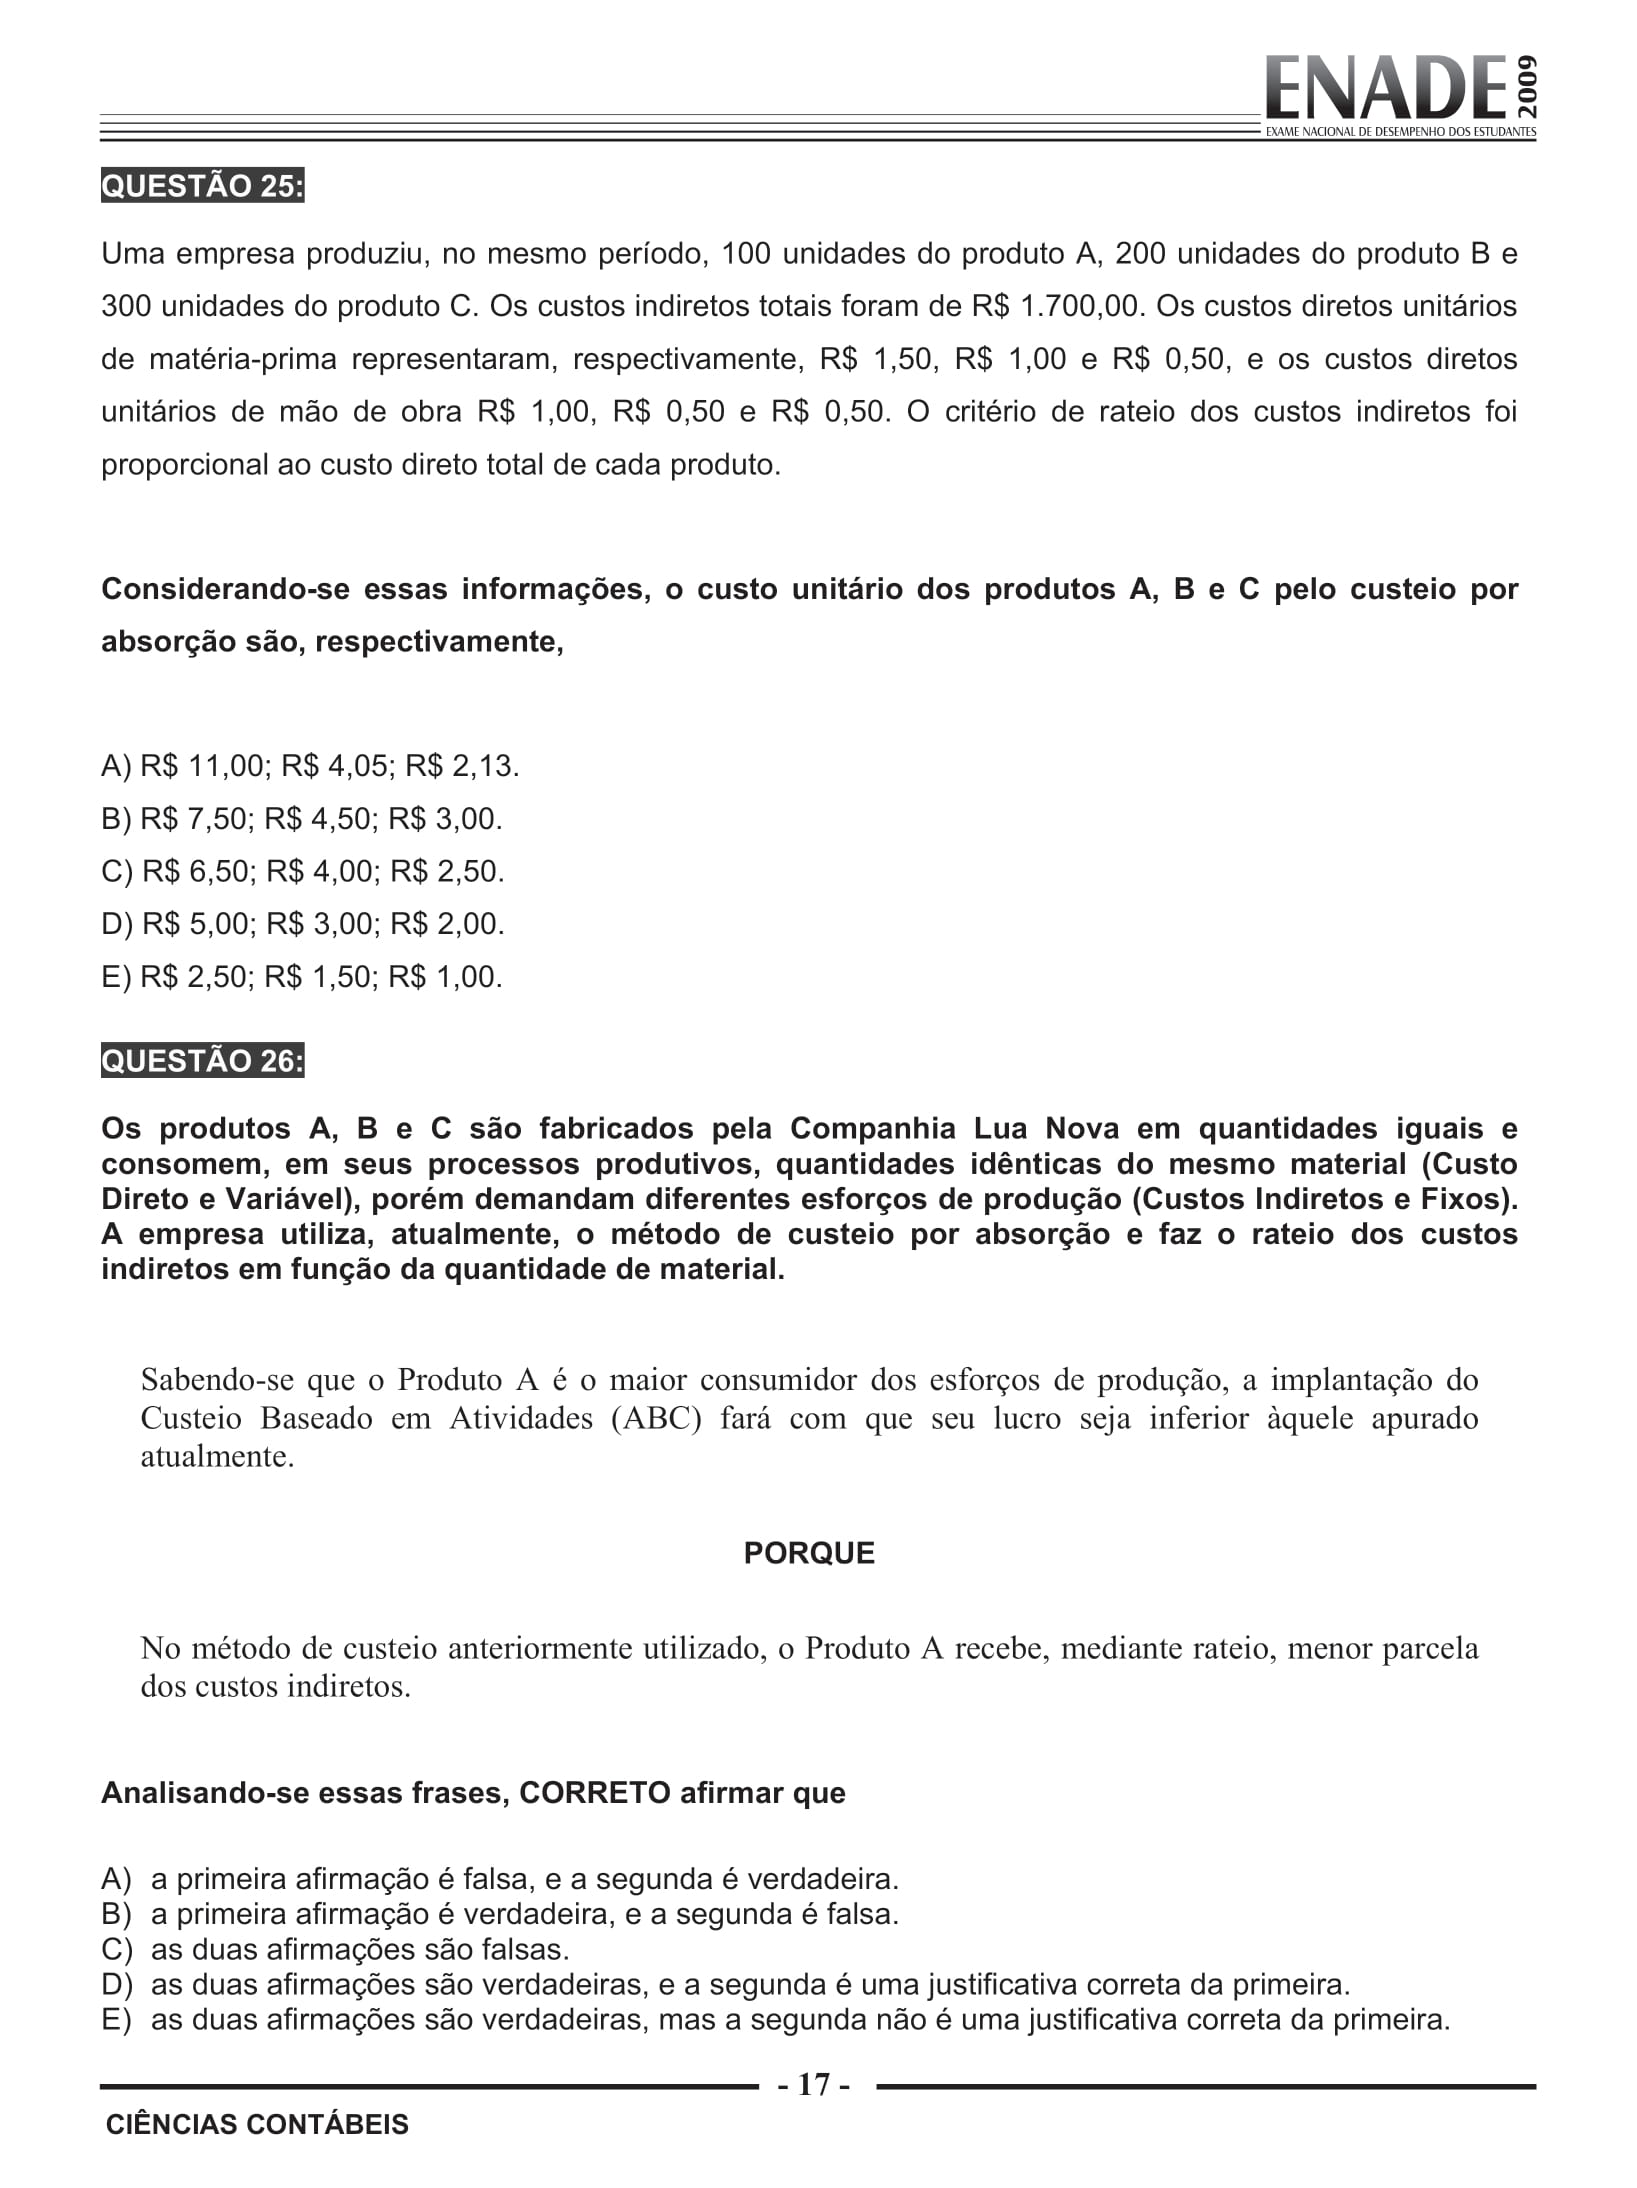 ENADE 2009
EXAME NACIONAL DE DESEMPENHO DOS ESTUDANTES
QUESTÃO 25:
Uma empresa produziu, no mesmo período, 100 unidades do produto A, 200 unidades do produto B e
300 unidades do produto C. Os custos indiretos totais foram de R$ 1.700,00. Os custos diretos unitários
de matéria-prima representaram, respectivamente, R$ 1,50, R$ 1,00 e R$ 0,50, e os custos diretos
unitários de mão de obra R$ 1,00, R$ 0,50 e R$ 0,50. O critério de rateio dos custos indiretos foi
proporcional ao custo direto total de cada produto.
Considerando-se essas informações, o custo unitário dos produtos A, B e C pelo custeio por
absorção são, respectivamente,
A) R$ 11,00; R$ 4,05; R$ 2,13.
B) R$ 7,50; R$ 4,50; R$ 3,00.
C) R$ 6,50; R$ 4,00; R$ 2,50.
D) R$ 5,00; R$ 3,00; R$ 2,00.
E) R$ 2,50; R$ 1,50; R$ 1,00.
QUESTÃO 26:
Os produtos A, B e C são fabricados pela Companhia Lua Nova em quantidades iguais e
consomem, em seus processos produtivos, quantidades idênticas do mesmo material (Custo
Direto e Variável), porém demandam diferentes esforços de produção (Custos Indiretos e Fixos).
A empresa utiliza, atualmente, o método de custeio por absorção e faz o rateio dos custos
indiretos em função da quantidade de material.
Sabendo-se que o Produto A é o maior consumidor dos esforços de produção, a implantação do
Custeio Baseado em Atividades (ABC) fará com que seu lucro seja inferior àquele apurado
atualmente.
PORQUE
No método de custeio anteriormente utilizado, o Produto A recebe, mediante rateio, menor parcela
dos custos indiretos.
Analisando-se essas frases, CORRETO afirmar que
A) a primeira afirmação é falsa, e a segunda é verdadeira.
B) a primeira afirmação é verdadeira, e a segunda é falsa.
C) as duas afirmações são falsas.
D) as duas afirmações são verdadeiras, e a segunda é uma justificativa correta da primeira.
E) as duas afirmações são verdadeiras, mas a segunda não é uma justificativa correta da primeira.
- 17 -
CIÊNCIAS CONTÁBEIS